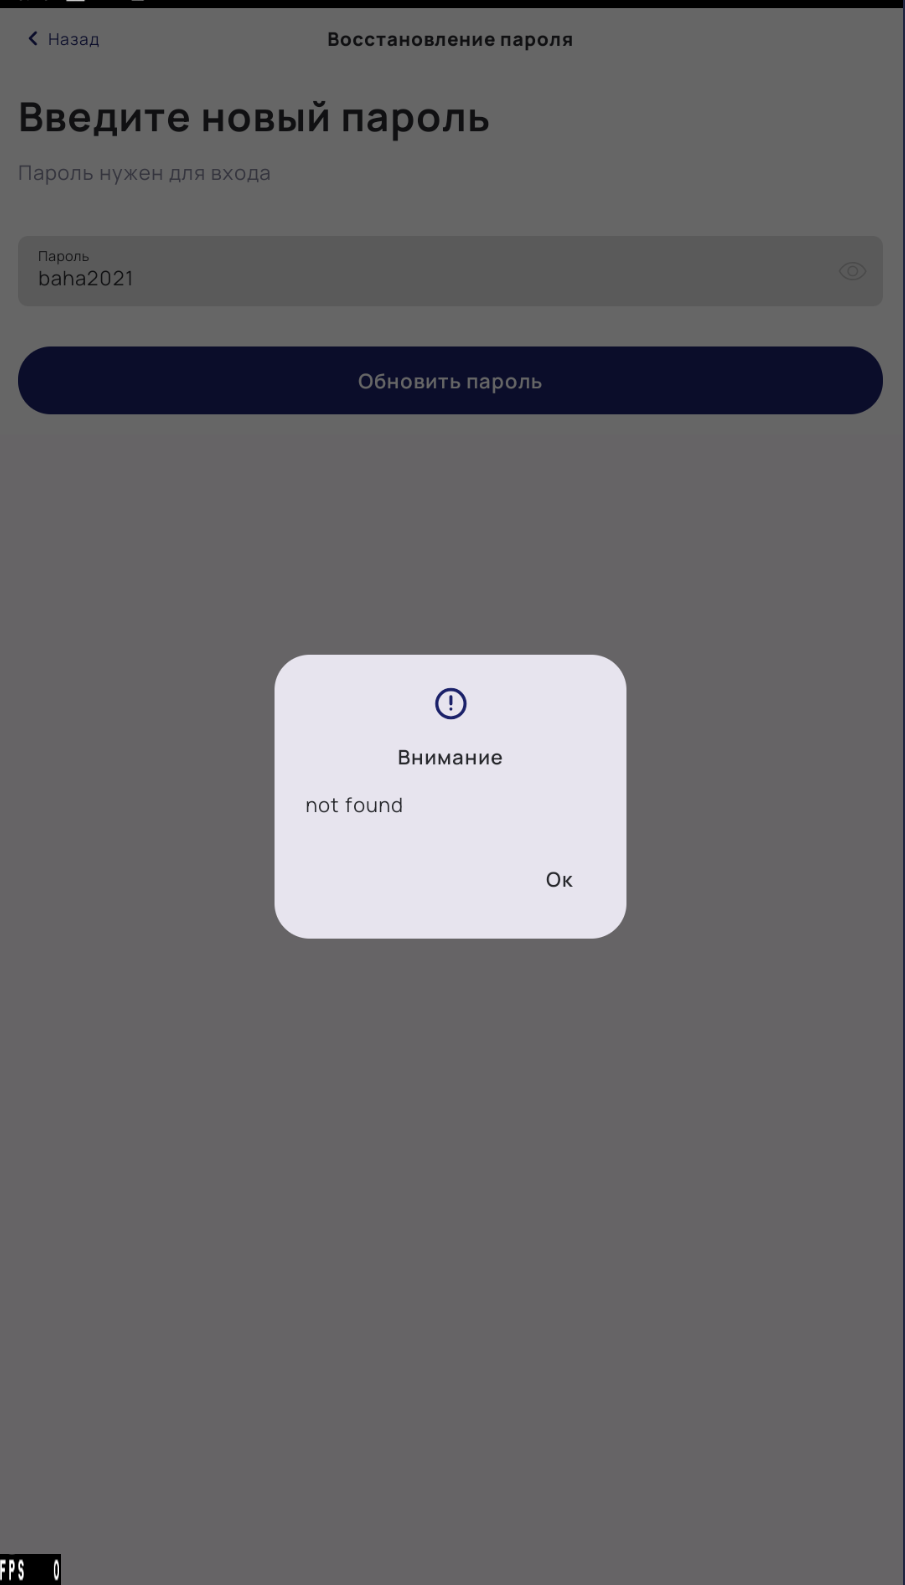 Назад
Восстановление пароля
Введите новый пароль
Пароль нужен для входа
Пароль
baha2021
Обновить пароль
Внимание
not found
Ок
FPS 0